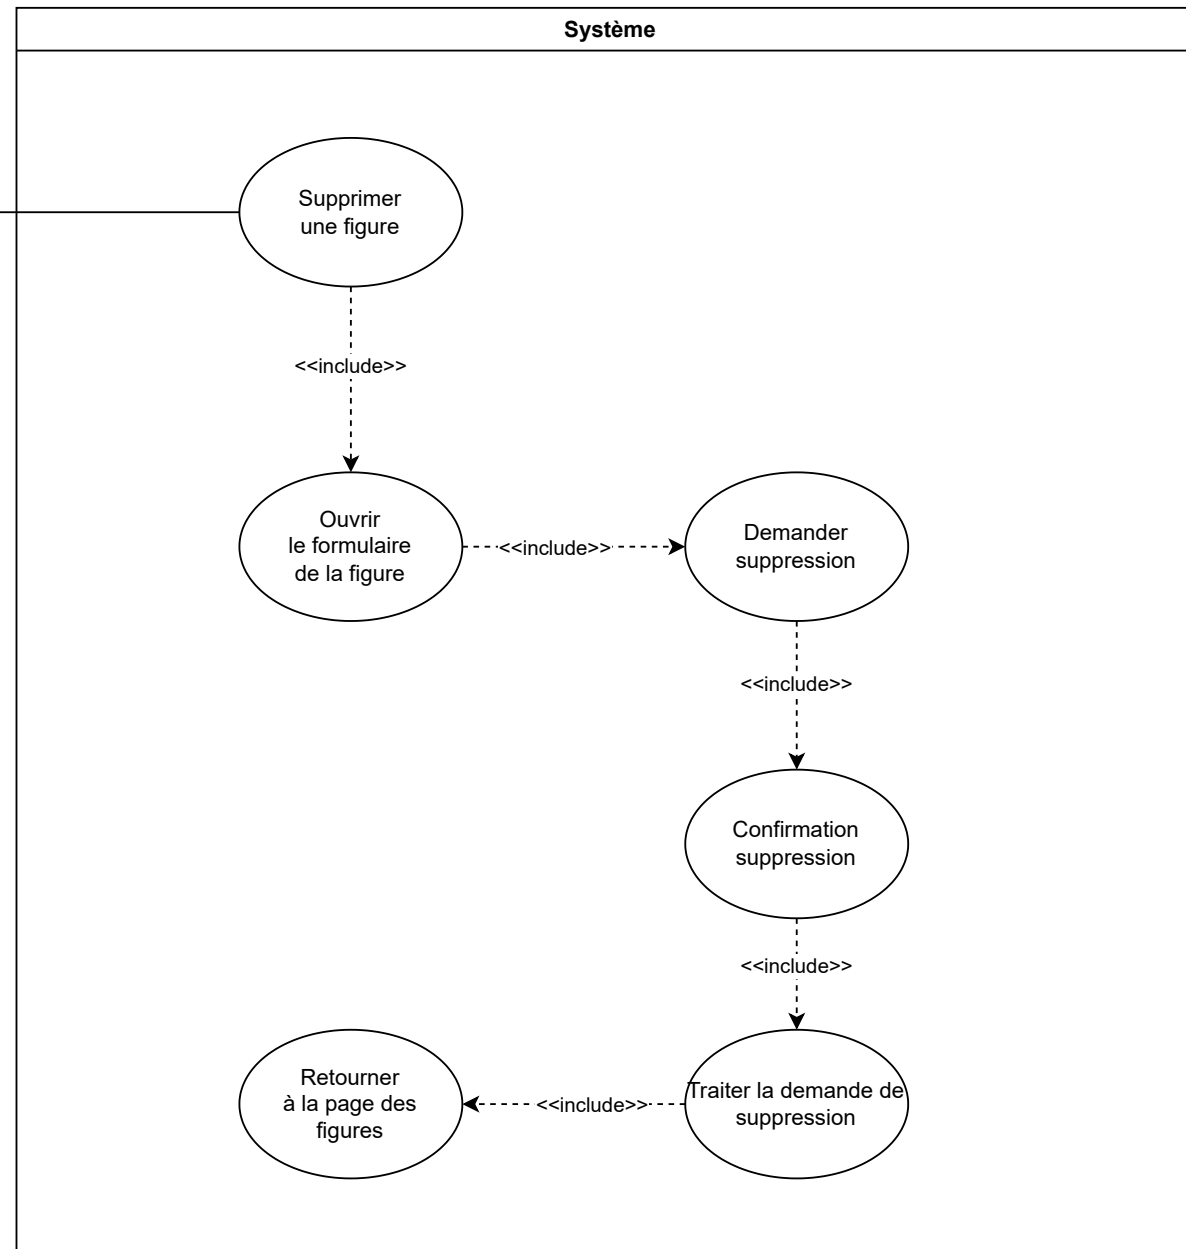 Système
Supprimer
une figure
<<include>>
Ouvrir
le formulaire
de la figure
<<include>>
Demander
suppression
<<include>>
Confirmation
suppression
<<include>>
Traiter la demande de
suppression
<<include>>
Retourner
à la page des
figures